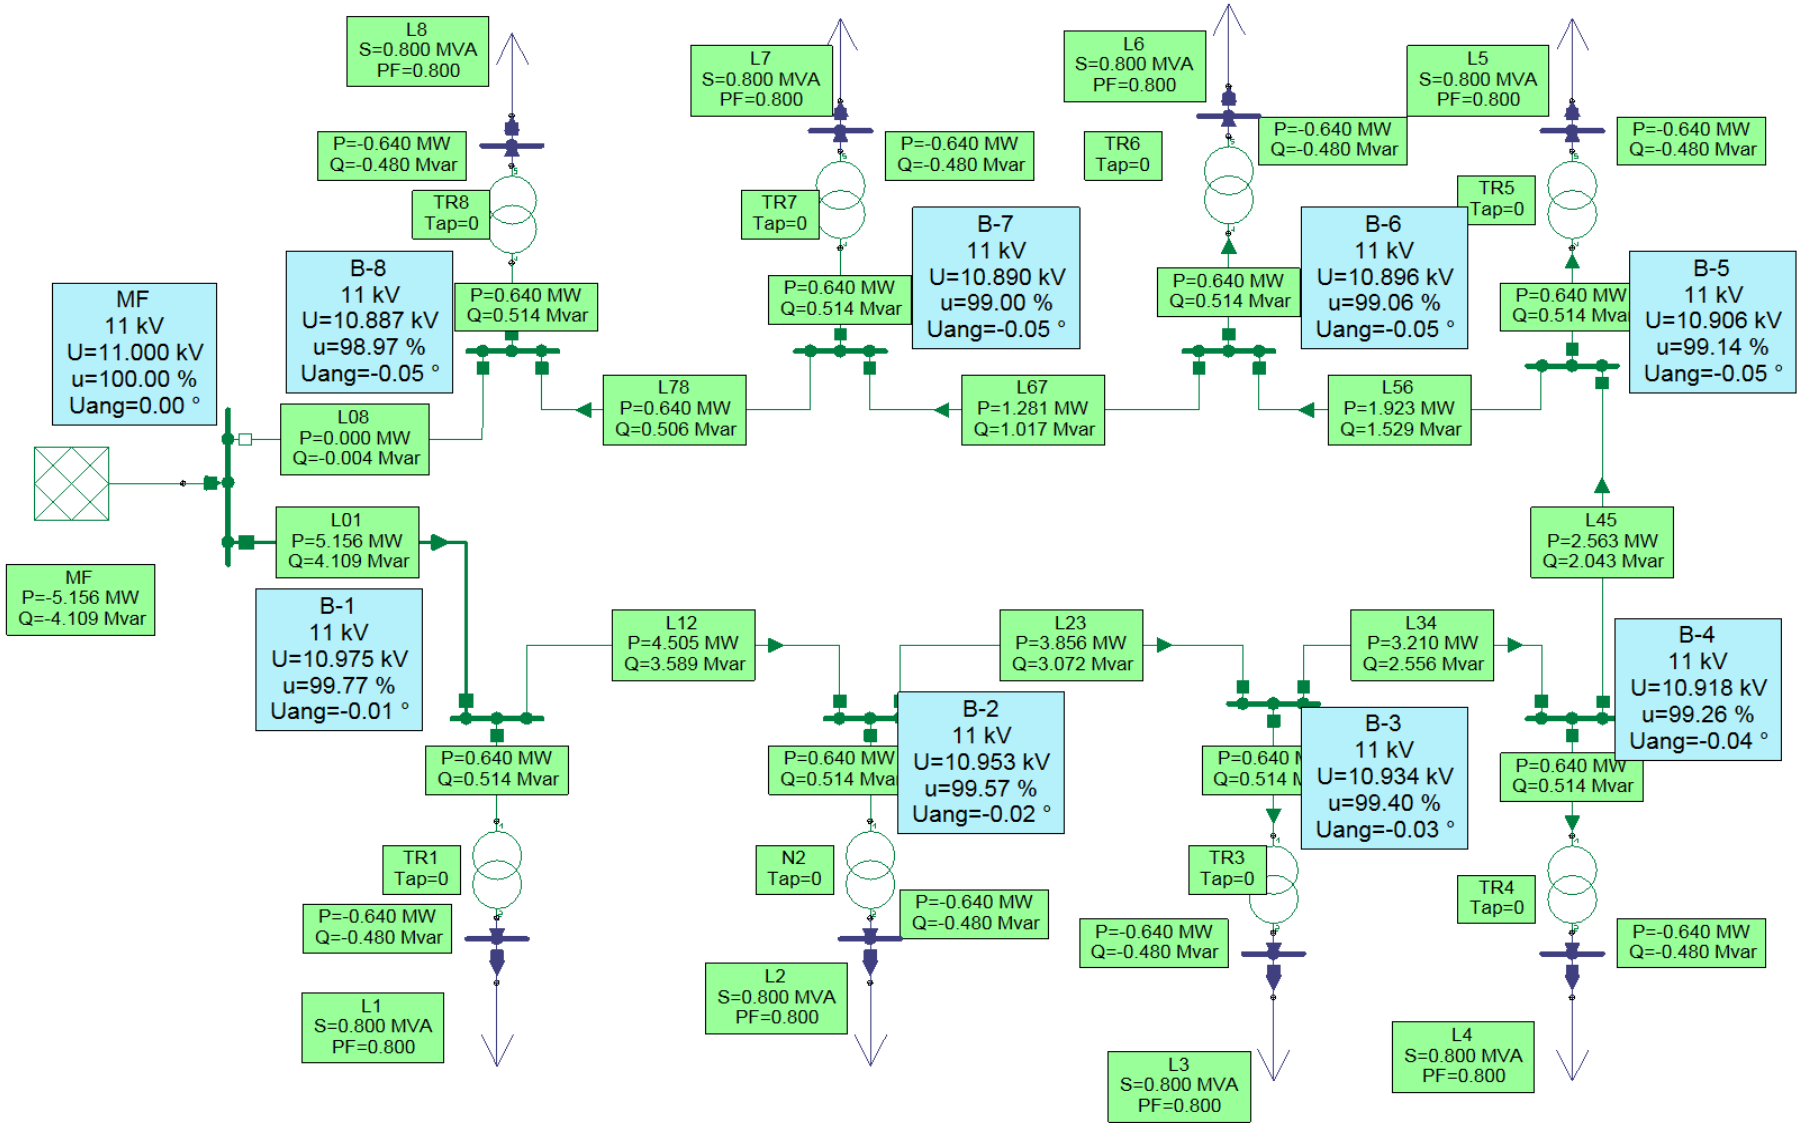 L8
S=0.800 MVA
PF=0.800
L7
S=0.800 MVA
PF=0.800
L6
S=0.800 MVA
PF=0.800
L5
S=0.800 MVA
PF=0.800
P=-0.640 MW
Q=-0.480 Mvar
P=-0.640 MW
Q=-0.480 Mvar
TR6
Tap=0
P=-0.640 MW
Q=-0.480 Mvar
P=-0.640 MW
Q=-0.480 Mvar
TR8
Tap=0
TR7
Tap=0
TR5
Tap=0
B-8
11 kV
U=10.887 kV
u=98.97 %
Uang=-0.05 °
P=0.640 MW
Q=0.514 Mvar
P=0.640 MW
Q=0.514 Mvar
B-7
11 kV
U=10.890 kV
u=99.00 %
Uang=-0.05 °
P=0.640 MW
Q=0.514 Mvar
B-6
11 kV
U=10.896 kV
u=99.06 %
Uang=-0.05 °
P=0.640 MW
Q=0.514 Mvar
B-5
11 kV
U=10.906 kV
u=99.14 %
Uang=-0.05 °
MF
11 kV
U=11.000 kV
u=100.00 %
Uang=0.00 °
L08
P=0.000 MW
Q=-0.004 Mvar
L78
P=0.640 MW
Q=0.506 Mvar
L67
P=1.281 MW
Q=1.017 Mvar
L56
P=1.923 MW
Q=1.529 Mvar
L01
P=5.156 MW
Q=4.109 Mvar
L45
P=2.563 MW
Q=2.043 Mvar
MF
P=-5.156 MW
Q=-4.109 Mvar
B-1
11 kV
U=10.975 kV
u=99.77 %
Uang=-0.01 °
L12
P=4.505 MW
Q=3.589 Mvar
L23
P=3.856 MW
Q=3.072 Mvar
L34
P=3.210 MW
Q=2.556 Mvar
B-4
11 kV
U=10.918 kV
u=99.26 %
Uang=-0.04 °
P=0.640 MW
Q=0.514 Mvar
P=0.640 MW
Q=0.514 Mvar
B-2
11 kV
U=10.953 kV
u=99.57 %
Uang=-0.02 °
P=0.640 M
Q=0.514 M
B-3
11 kV
U=10.934 kV
u=99.40 %
Uang=-0.03 °
P=0.640 MW
Q=0.514 Mvar
TR1
Tap=0
N2
Tap=0
TR3
Tap=0
TR4
Tap=0
P=-0.640 MW
Q=-0.480 Mvar
P=-0.640 MW
Q=-0.480 Mvar
P=-0.640 MW
Q=-0.480 Mvar
P=-0.640 MW
Q=-0.480 Mvar
L1
S=0.800 MVA
PF=0.800
L2
S=0.800 MVA
PF=0.800
L3
S=0.800 MVA
PF=0.800
L4
S=0.800 MVA
PF=0.800